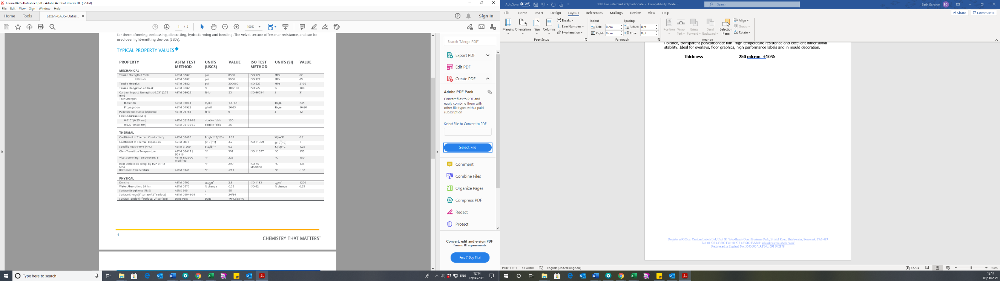 Lexan-8A35-Datasheet.pdf - Adobe Acrobat Reader DC (32-bit)
File Edit View Sign Window Help
Home Tools Lexan-8A35-Datas... ×
Sign In
1 / 2 100%
for thermoforming, embossing, die-cutting, hydro-forming and bending. The velvet texture offers mar resistance, and can be
used over light-emitting devices (LEDs).
TYPICAL PROPERTY VALUES
PROPERTY ASTM TEST METHOD UNITS (USCS) VALUE ISO TEST METHOD UNITS (SI) VALUE
MECHANICAL
Tensile Strength @ Yield ASTM D882 psi 8500 ISO 527 MPa 62
Ultimate ASTM D882 psi 9000 ISO 527 MPa 65
Tensile Modulus ASTM D882 psi 300000 ISO 527 MPa 2100
Tensile Elongation at Break ASTM D882 % 100-160 ISO 527 % 100
Gardner Impact Strength at 0.03" (0.75 mm) ASTM D3029 ft-lb 23 ISO 6603-1 J 31
Tear Strength
Initiation ASTM D1004 lb/mil 1.4-1.8 kN/m 245
Propagation ASTM D1922 g/mil 30-55 kN/m 10-20
Puncture Resistance (Dynatup) ASTM D3763 ft-lb 9 J 12
Fold Endurance (MIT)
0.010" (0.25 mm) ASTM D2176-69 double folds 130
0.020" (0.50 mm) ASTM D2176-69 double folds 35
THERMAL
Coefficient of Thermal Conductivity ASTM D5470 Btu/hr/ft2/°F/in 1.35 W/m°K 0.2
Coefficient of Thermal Expansion ASTM E831 3.2 ISO 11359 7
Specific Heat @40°F (4°C) ASTM E1269 Btu/lb/°F 0.3 KJ/Kg-°C 1.25
Glass Transition Temperature ASTM D3417 / D3418 °F 307 ISO 11357 °C 153
Vicat Softening Temperature, B ASTM 1525-00 modified °F 323 °C 150
Heat Deflection Temp. by TMA at 1.8 Mpa °F 290 ISO 75 Modified °C 135
Brittleness Temperature ASTM D746 °F -211 °C -135
PHYSICAL
Density ASTM D792 slug/ft³ 2.3 ISO 1183 kg/m³ 1200
Water Absorption, 24 hrs. ASTM D570 % change 0.35 ISO 62 % change 0.35
Surface Roughness (RMS) ASME B46-1 μ 55
Surface Energy(1st surface/ 2nd surface) ASTM D5946-01 - 34/34
Surface Tension(1st surface/ 2nd surface) Dyne Pens Dyne 40-42/38-40
1
CHEMISTRY THAT MATTERS™
Search 'Merge PDF'
Export PDF
Edit PDF
Create PDF
Adobe PDF Pack
Convert files to PDF and
easily combine them with
other file types with a paid
subscription
Select File to Convert to PDF
Select File
Comment
Combine Files
Organize Pages
Compress PDF
Redact
Protect
Convert, edit and e-sign PDF
forms & agreements
Free 7-Day Trial
Type here to search
ENG
12:14
09/08/2021
AutoSave Off 1005 Fire Retardant Polycarbonate - Compatibility Mode Search Beth Gardner BG
File Home Insert Design Layout References Mailings Review View Help Share Comments
Margins Orientation Size Columns
Breaks
Line Numbers
Hyphenation
Page Setup
Indent Spacing
Left: 0 cm Before: 0 pt
Right: 0 cm After: 0 pt
Paragraph
Position Wrap Text Bring Forward Send Backward Selection Pane
Align
Group
Rotate
Arrange
Polished, transparent polycarbonate film. High temperature resistance and excellent dimensional
stability. Ideal for overlays, floor graphics, high performance labels and in mould decoration.
Thickness 250 micron ±10%
Registered Office: Custom Labels Ltd, Unit G1 Woodlands Court Business Park, Bristol Road, Bridgwater, Somerset, TA6 4FJ
Tel: 01278 433800 Fax: 01278 433900 E-Mail: sales@customlabels.co.uk
Registered in England No: 5545000 VAT No: 691 972879
Page 1 of 1 31 words English (United Kingdom) Focus 100%
12:14
09/08/2021